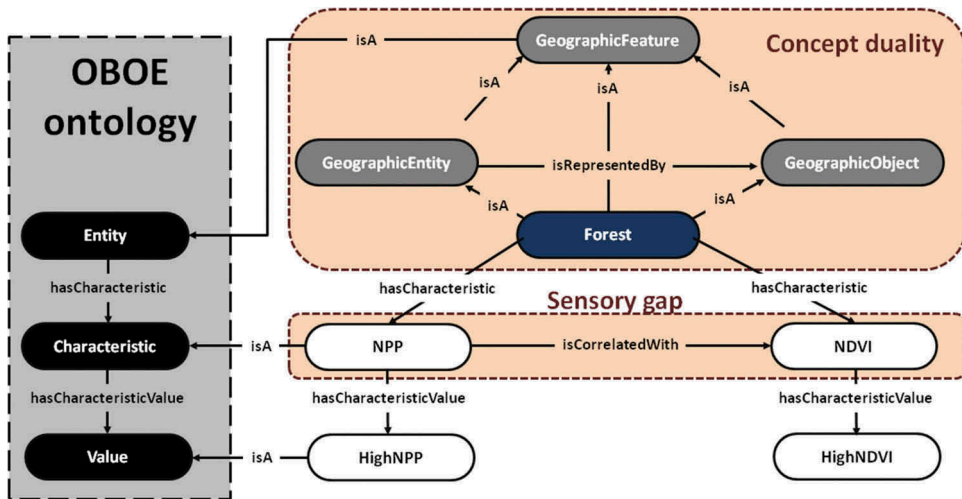 isA
GeographicFeature
Concept duality
OBOE
ontology
isA
isA
isA
GeographicEntity
isRepresentedBy
GeographicObject
isA
isA
Entity
Forest
hasCharacteristic
hasCharacteristic
hasCharacteristic
Sensory gap
Characteristic
isA
NPP
isCorrelatedWith
NDVI
hasCharacteristicValue
hasCharacteristicValue
hasCharacteristicValue
Value
isA
HighNPP
HighNDVI